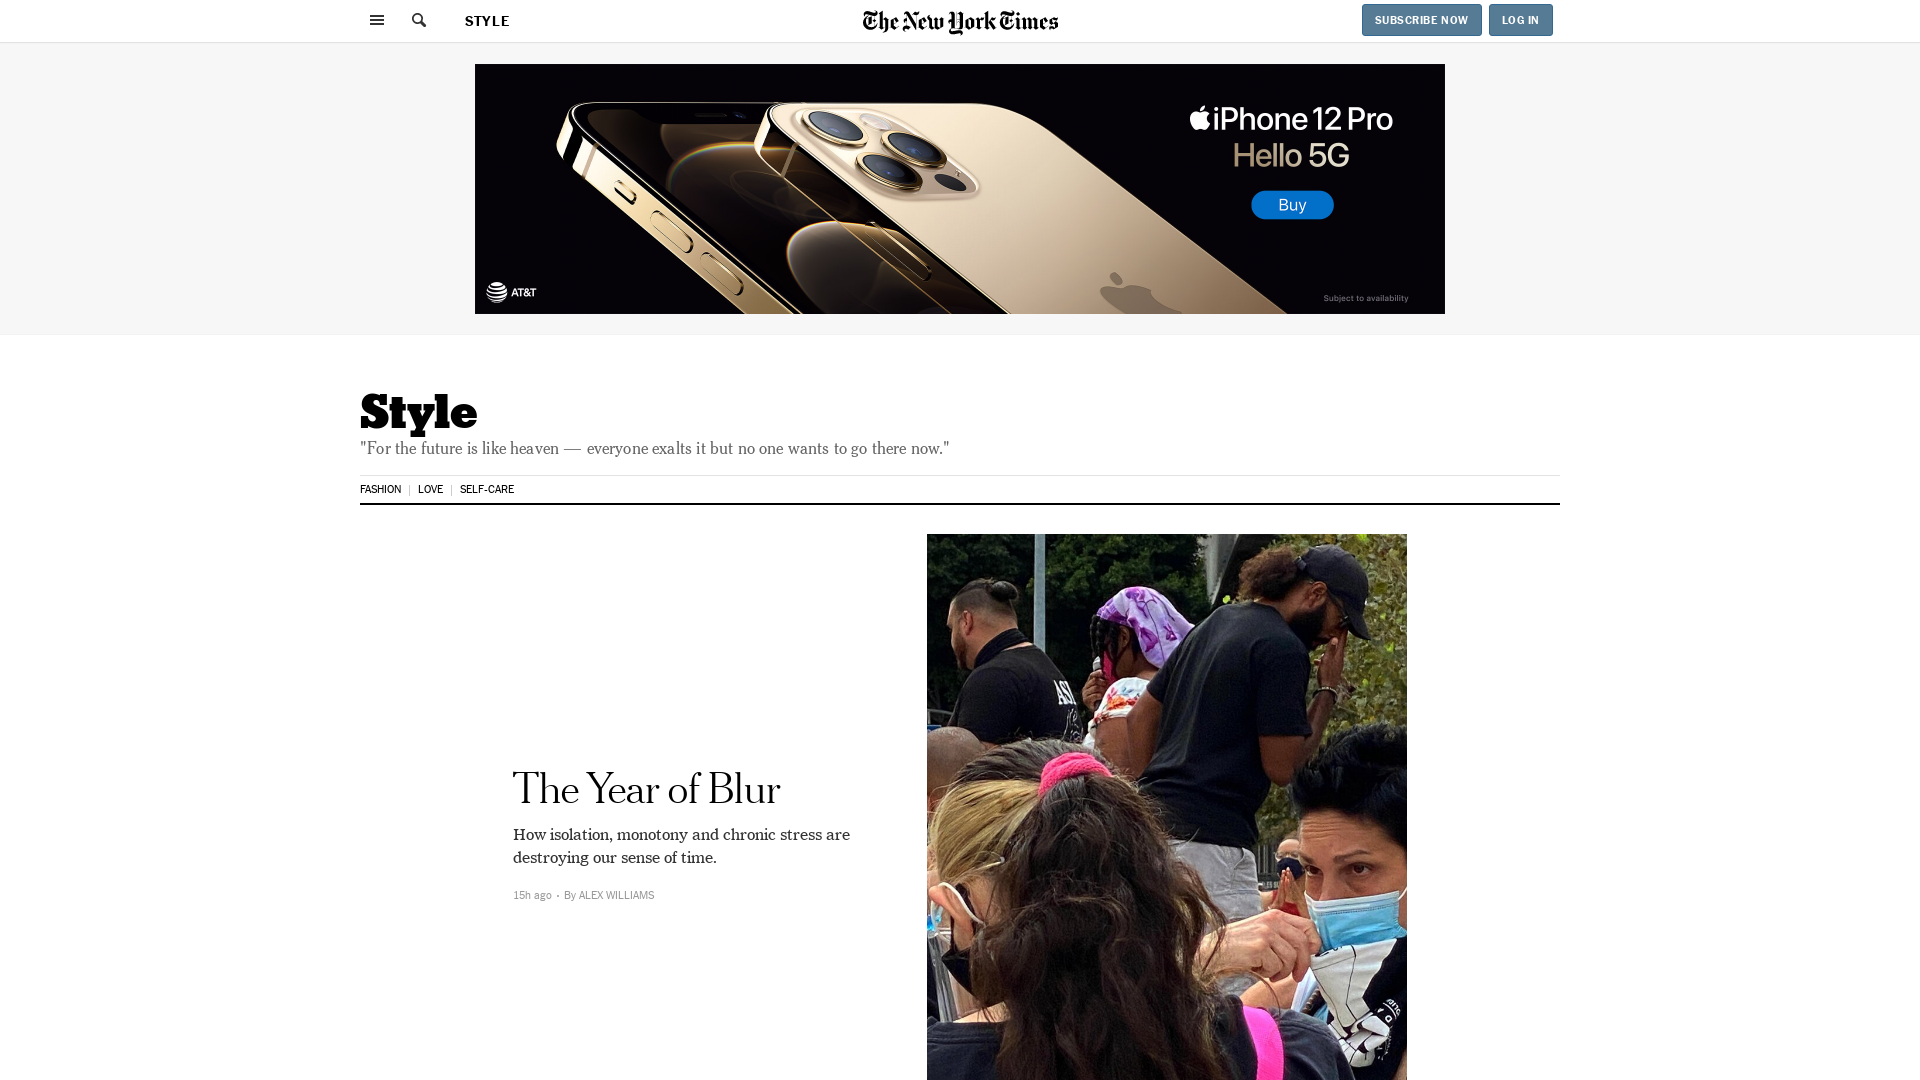 STYLE
The New York Times
SUBSCRIBE NOW
LOG IN
iPhone 12 Pro
Hello 5G
Buy
AT&T
Subject to availability
Style
"For the future is like heaven — everyone exalts it but no one wants to go there now."
FASHION | LOVE | SELF-CARE
The Year of Blur
How isolation, monotony and chronic stress are
destroying our sense of time.
15h ago • By ALEX WILLIAMS